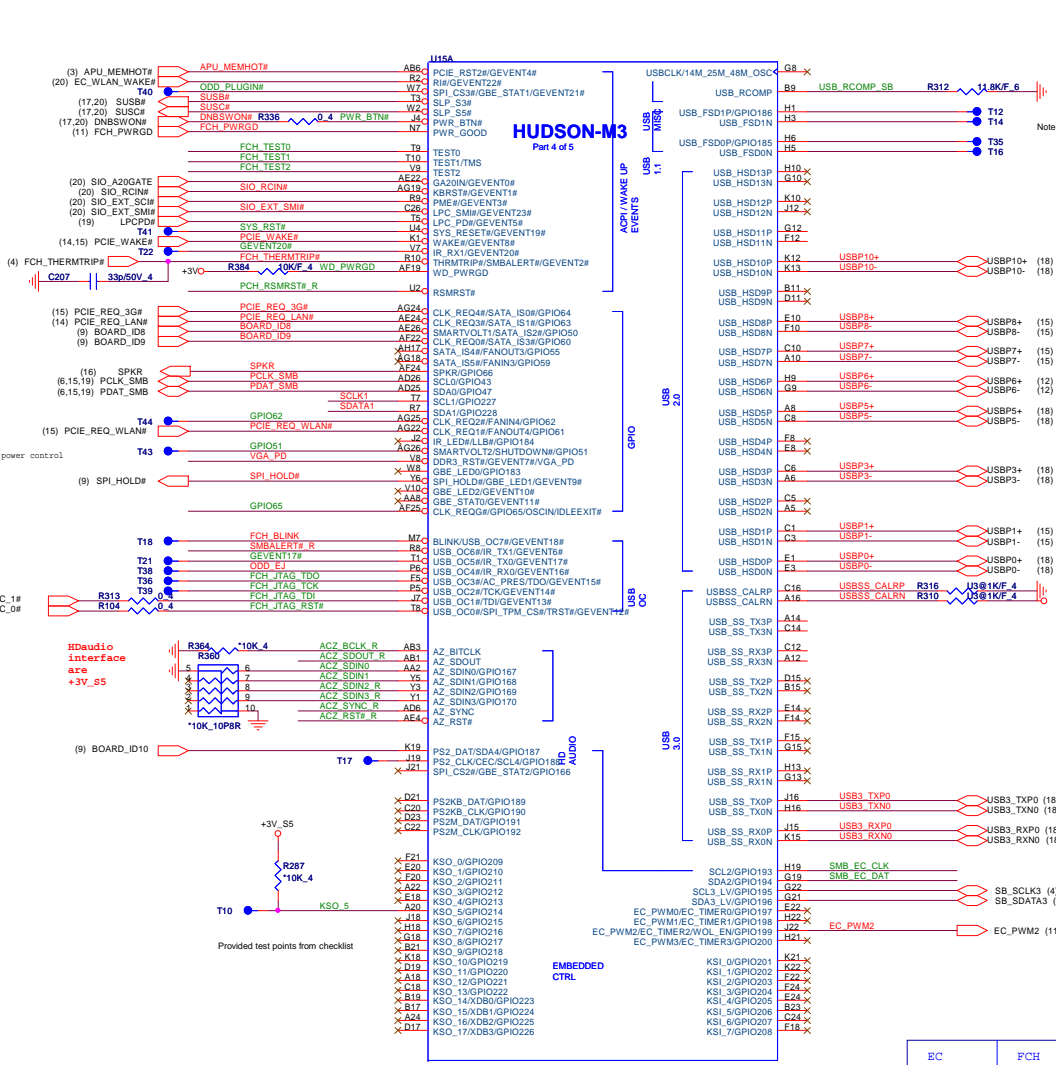 U15A
HUDSON-M3
Part 4 of 5
(3) APU_MEMHOT# APU_MEMHOT# AB6 PCIE_RST2#/GEVENT4#
(20) EC_WLAN_WAKE# R2 RI#/GEVENT22#
T40 ODD_PLUGIN# W7 SPI_CS3#/GBE_STAT1/GEVENT21#
(17,20) SUSB# SUSB# T3 SLP_S3#
(17,20) SUSC# SUSC# W2 SLP_S5#
(17,20) DNBSWON# DNBSWON# R336 0_4 PWR_BTN# J4 PWR_BTN#
(11) FCH_PWRGD FCH_PWRGD N7 PWR_GOOD
FCH_TEST0 T9 TEST0
FCH_TEST1 T10 TEST1/TMS
FCH_TEST2 V9 TEST2
(20) SIO_A20GATE AE22 GA20IN/GEVENT0#
(20) SIO_RCIN# SIO_RCIN# AG19 KBRST#/GEVENT1#
(20) SIO_EXT_SCI# R9 PME#/GEVENT3#
(20) SIO_EXT_SMI# SIO_EXT_SMI# C26 LPC_SMI#/GEVENT23#
(19) LPCPD# T5 LPC_PD#/GEVENT5#
T41 SYS_RST# U4 SYS_RESET#/GEVENT19#
(14,15) PCIE_WAKE# PCIE_WAKE# K1 WAKE#/GEVENT8#
T22 GEVENT20# V7 IR_RX1/GEVENT20#
(4) FCH_THERMTRIP# FCH_THERMTRIP# R10 THRMTRIP#/SMBALERT#/GEVENT2#
+3V R384 10K/F_4 WD_PWRGD AF19 WD_PWRGD
C207 33p/50V_4
PCH_RSMRST#_R U2 RSMRST#
ACPI / WAKE UP
EVENTS
(15) PCIE_REQ_3G# PCIE_REQ_3G# AG24 CLK_REQ4#/SATA_IS0#/GPIO64
(14) PCIE_REQ_LAN# PCIE_REQ_LAN# AE24 CLK_REQ3#/SATA_IS1#/GPIO63
(9) BOARD_ID8 BOARD_ID8 AE26 SMARTVOLT1/SATA_IS2#/GPIO50
(9) BOARD_ID9 BOARD_ID9 AF22 CLK_REQ0#/SATA_IS3#/GPIO60
AH17 SATA_IS4#/FANOUT3/GPIO55
AG18 SATA_IS5#/FANIN3/GPIO59
(16) SPKR SPKR AF24 SPKR/GPIO66
(6,15,19) PCLK_SMB PCLK_SMB AD26 SCL0/GPIO43
(6,15,19) PDAT_SMB PDAT_SMB AD25 SDA0/GPIO47
SCLK1 T7 SCL1/GPIO227
SDATA1 R7 SDA1/GPIO228
T44 GPIO62 AG25 CLK_REQ2#/FANIN4/GPIO62
(15) PCIE_REQ_WLAN# PCIE_REQ_WLAN# AG22 CLK_REQ1#/FANOUT4/GPIO61
J2 IR_LED#/LLB#/GPIO184
T43 GPIO51 AG26 SMARTVOLT2/SHUTDOWN#/GPIO51
power control
VGA_PD V8 DDR3_RST#/GEVENT7#/VGA_PD
W8 GBE_LED0/GPIO183
(9) SPI_HOLD# SPI_HOLD# Y6 SPI_HOLD#/GBE_LED1/GEVENT9#
V10 GBE_LED2/GEVENT10#
AA8 GBE_STAT0/GEVENT11#
GPIO65 AF25 CLK_REQG#/GPIO65/OSCIN/IDLEEXIT#
GPIO
T18 FCH_BLINK M7 BLINK/USB_OC7#/GEVENT18#
SMBALERT#_R R8 USB_OC6#/IR_TX1/GEVENT6#
T21 GEVENT17# T1 USB_OC5#/IR_TX0/GEVENT17#
T38 ODD_EJ P6 USB_OC4#/IR_RX0/GEVENT16#
T36 FCH_JTAG_TDO F5 USB_OC3#/AC_PRES/TDO/GEVENT15#
T39 FCH_JTAG_TCK P5 USB_OC2#/TCK/GEVENT14#
C_1# R313 0_4 FCH_JTAG_TDI J7 USB_OC1#/TDI/GEVENT13#
C_0# R104 0_4 FCH_JTAG_RST# T8 USB_OC0#/SPI_TPM_CS#/TRST#/GEVENT12#
USB
OC
HDaudio
interface
are
+3V_S5
R364 *10K_4 ACZ_BCLK_R AB3 AZ_BITCLK
R360 ACZ_SDOUT_R AB1 AZ_SDOUT
5 6 ACZ_SDIN0 AA2 AZ_SDIN0/GPIO167
4 7 ACZ_SDIN1 Y5 AZ_SDIN1/GPIO168
3 8 ACZ_SDIN2_R Y3 AZ_SDIN2/GPIO169
2 9 ACZ_SDIN3_R Y1 AZ_SDIN3/GPIO170
1 10 ACZ_SYNC_R AD6 AZ_SYNC
*10K_10P8R ACZ_RST#_R AE4 AZ_RST#
HD
AUDIO
(9) BOARD_ID10 K19 PS2_DAT/SDA4/GPIO187
T17 J19 PS2_CLK/CEC/SCL4/GPIO188
J21 SPI_CS2#/GBE_STAT2/GPIO166
D21 PS2KB_DAT/GPIO189
C20 PS2KB_CLK/GPIO190
D23 PS2M_DAT/GPIO191
C22 PS2M_CLK/GPIO192
+3V_S5
R287
*10K_4
F21 KSO_0/GPIO209
E20 KSO_1/GPIO210
F20 KSO_2/GPIO211
A22 KSO_3/GPIO212
E18 KSO_4/GPIO213
T10 KSO_5 A20 KSO_5/GPIO214
J18 KSO_6/GPIO215
H18 KSO_7/GPIO216
G18 KSO_8/GPIO217
B21 KSO_9/GPIO218
K18 KSO_10/GPIO219
D19 KSO_11/GPIO220
A18 KSO_12/GPIO221
C18 KSO_13/GPIO222
B19 KSO_14/XDB0/GPIO223
B17 KSO_15/XDB1/GPIO224
A24 KSO_16/XDB2/GPIO225
D17 KSO_17/XDB3/GPIO226
Provided test points from checklist
EMBEDDED
CTRL
USBCLK/14M_25M_48M_OSC G8
USB_RCOMP B9 USB_RCOMP_SB R312 11.8K/F_6
USB
MISC
USB_FSD1P/GPIO186 H1 T12
USB_FSD1N H3 T14
Note
USB_FSD0P/GPIO185 H6 T35
USB_FSD0N H5 T16
USB
1.1
USB_HSD13P H10
USB_HSD13N G10
USB_HSD12P K10
USB_HSD12N J12
USB_HSD11P G12
USB_HSD11N F12
USB_HSD10P K12 USBP10+ USBP10+ (18)
USB_HSD10N K13 USBP10- USBP10- (18)
USB_HSD9P B11
USB_HSD9N D11
USB_HSD8P E10 USBP8+ USBP8+ (15)
USB_HSD8N F10 USBP8- USBP8- (15)
USB_HSD7P C10 USBP7+ USBP7+ (15)
USB_HSD7N A10 USBP7- USBP7- (15)
USB_HSD6P H9 USBP6+ USBP6+ (12)
USB_HSD6N G9 USBP6- USBP6- (12)
USB_HSD5P A8 USBP5+ USBP5+ (18)
USB_HSD5N C8 USBP5- USBP5- (18)
USB_HSD4P F8
USB_HSD4N E8
USB_HSD3P C6 USBP3+ USBP3+ (18)
USB_HSD3N A6 USBP3- USBP3- (18)
USB_HSD2P C5
USB_HSD2N A5
USB_HSD1P C1 USBP1+ USBP1+ (15)
USB_HSD1N C3 USBP1- USBP1- (15)
USB_HSD0P E1 USBP0+ USBP0+ (18)
USB_HSD0N E3 USBP0- USBP0- (18)
USB
2.0
USBSS_CALRP C16 USBSS_CALRP R316 U3@1K/F_4
USBSS_CALRN A16 USBSS_CALRN R310 U3@1K/F_4
USB_SS_TX3P A14
USB_SS_TX3N C14
USB_SS_RX3P C12
USB_SS_RX3N A12
USB_SS_TX2P D15
USB_SS_TX2N B15
USB_SS_RX2P E14
USB_SS_RX2N F14
USB_SS_TX1P F15
USB_SS_TX1N G15
USB_SS_RX1P H13
USB_SS_RX1N G13
USB_SS_TX0P J16 USB3_TXP0 USB3_TXP0 (18
USB_SS_TX0N H16 USB3_TXN0 USB3_TXN0 (18
USB_SS_RX0P J15 USB3_RXP0 USB3_RXP0 (18
USB_SS_RX0N K15 USB3_RXN0 USB3_RXN0 (18
USB
3.0
SCL2/GPIO193 H19 SMB_EC_CLK
SDA2/GPIO194 G19 SMB_EC_DAT
SCL3_LV/GPIO195 G22 SB_SCLK3 (4)
SDA3_LV/GPIO196 G21 SB_SDATA3 (
EC_PWM0/EC_TIMER0/GPIO197 E22
EC_PWM1/EC_TIMER1/GPIO198 H22
EC_PWM2/EC_TIMER2/WOL_EN/GPIO199 J22 EC_PWM2 EC_PWM2 (11
EC_PWM3/EC_TIMER3/GPIO200 H21
KSI_0/GPIO201 K21
KSI_1/GPIO202 K22
KSI_2/GPIO203 F22
KSI_3/GPIO204 F24
KSI_4/GPIO205 E24
KSI_5/GPIO206 B23
KSI_6/GPIO207 C24
KSI_7/GPIO208 F18
EC FCH